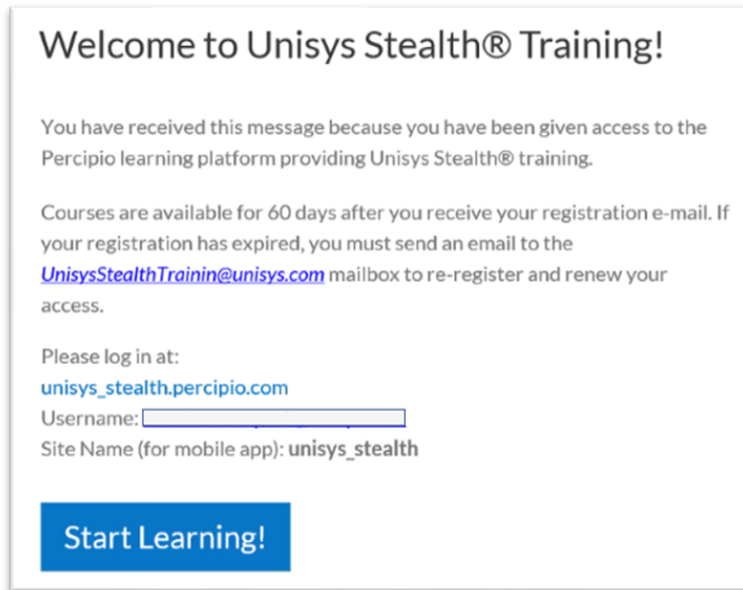 Welcome to Unisys Stealth® Training!
You have received this message because you have been given access to the
Percipio learning platform providing Unisys Stealth® training.
Courses are available for 60 days after you receive your registration e-mail. If
your registration has expired, you must send an email to the
UnisysStealthTrainin@unisys.com mailbox to re-register and renew your
access.
Please log in at:
unisys_stealth.percipio.com
Username:
Site Name (for mobile app): unisys_stealth
Start Learning!